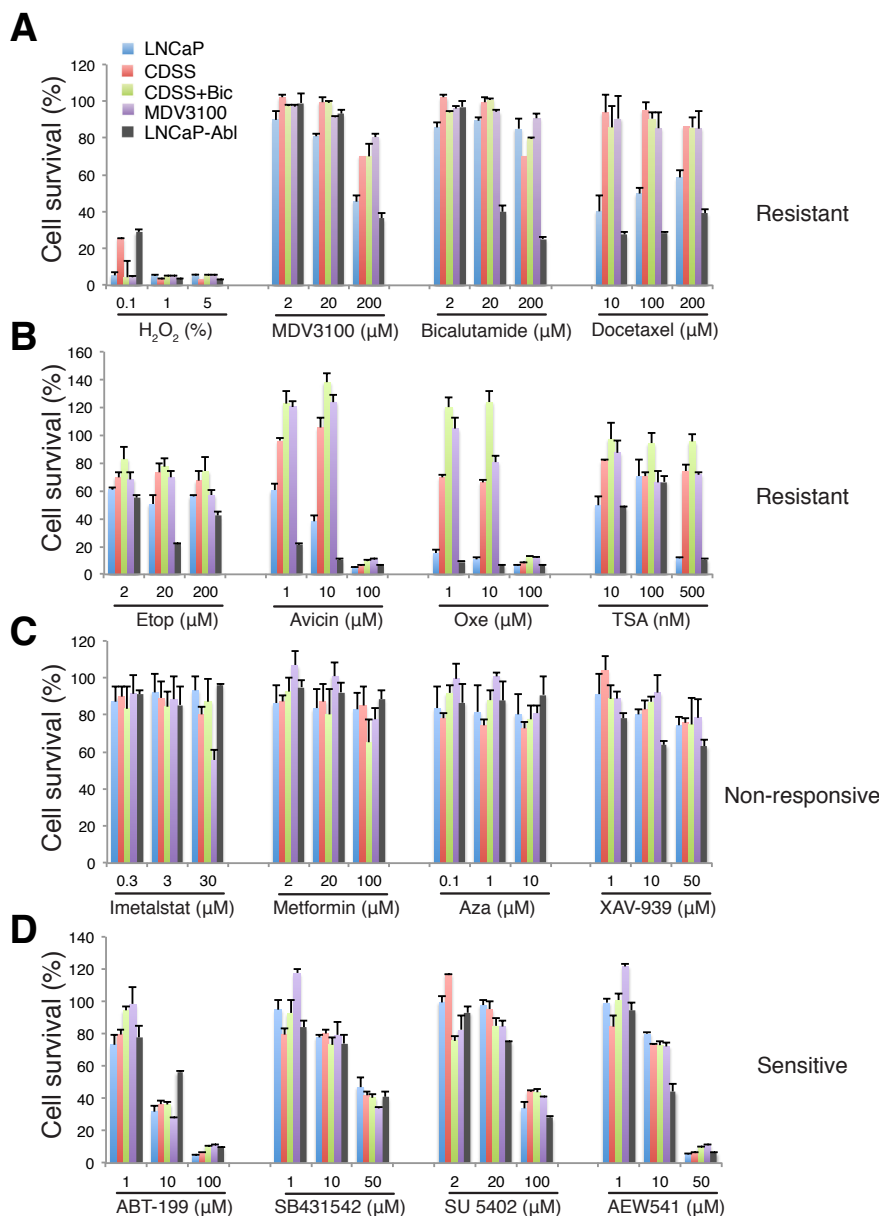 A
LNCaP
CDSS
CDSS+Bic
MDV3100
LNCaP-Abl
Cell survival (%)
120
100
80
60
40
20
0
0.1 1 5 2 20 200 2 20 200 10 100 200
H₂O₂ (%) MDV3100 (µM) Bicalutamide (µM) Docetaxel (µM)
Resistant
B
Cell survival (%)
160
140
120
100
80
60
40
20
0
2 20 200 1 10 100 1 10 100 10 100 500
Etop (µM) Avicin (µM) Oxe (µM) TSA (nM)
Resistant
C
Cell survival (%)
120
100
80
60
40
20
0
0.3 3 30 2 20 100 0.1 1 10 1 10 50
Imetalstat (µM) Metformin (µM) Aza (µM) XAV-939 (µM)
Non-responsive
D
Cell survival (%)
140
120
100
80
60
40
20
0
1 10 100 1 10 50 2 20 100 1 10 50
ABT-199 (µM) SB431542 (µM) SU 5402 (µM) AEW541 (µM)
Sensitive